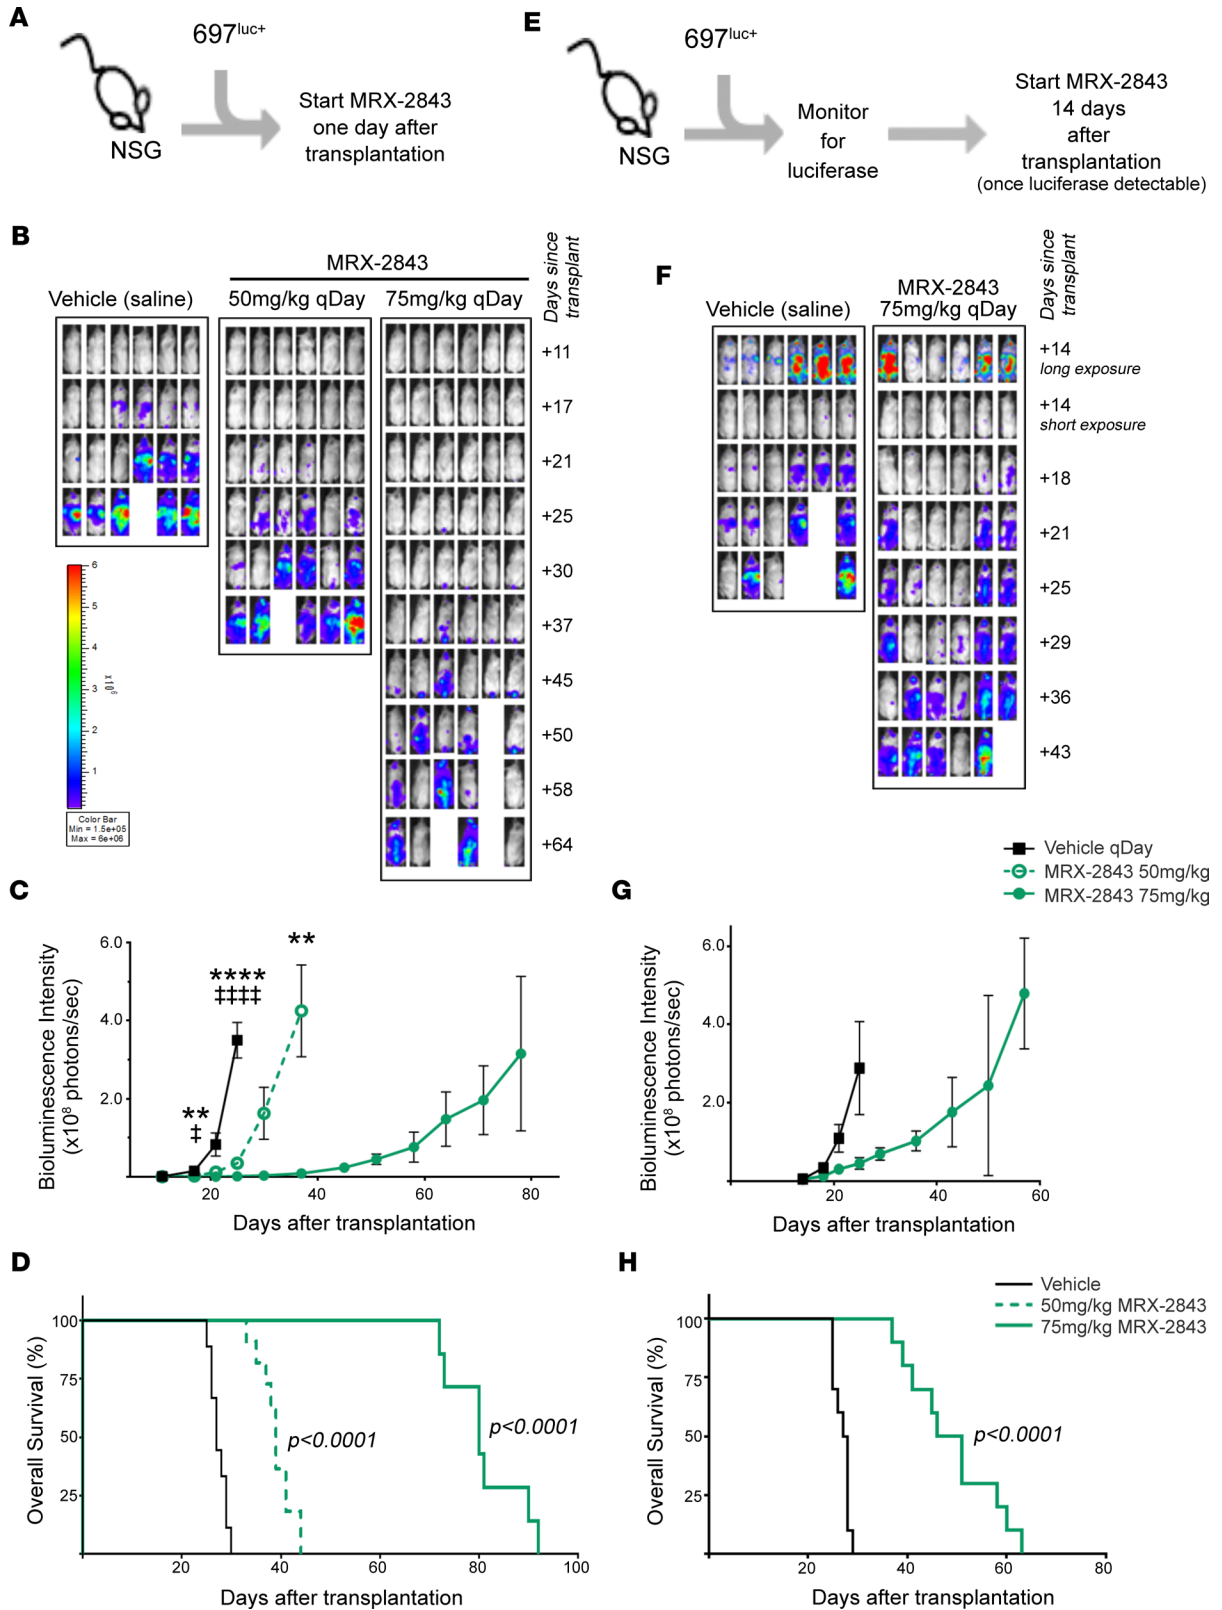 A
697luc+
NSG
Start MRX-2843
one day after
transplantation
E
697luc+
NSG
Monitor
for
luciferase
Start MRX-2843
14 days
after
transplantation
(once luciferase detectable)
B
MRX-2843
Vehicle (saline)
50mg/kg qDay
75mg/kg qDay
Days since
transplant
+11
+17
+21
+25
+30
+37
+45
+50
+58
+64
6
5
4
3
2
1
x10^6
Color Bar
Min = 1.5e+05
Max = 6e+06
F
Vehicle (saline)
MRX-2843
75mg/kg qDay
Days since
transplant
+14
long exposure
+14
short exposure
+18
+21
+25
+29
+36
+43
Vehicle qDay
MRX-2843 50mg/kg
MRX-2843 75mg/kg
C
Bioluminescence Intensity
(x10^8 photons/sec)
6.0
4.0
2.0
**
‡
****
‡‡‡‡
**
20
40
60
80
Days after transplantation
G
Bioluminescence Intensity
(x10^8 photons/sec)
6.0
4.0
2.0
20
40
60
Days after transplantation
D
Overall Survival (%)
100
75
50
25
p<0.0001
p<0.0001
20
40
60
80
100
Days after transplantation
H
Vehicle
50mg/kg MRX-2843
75mg/kg MRX-2843
Overall Survival (%)
100
75
50
25
p<0.0001
20
40
60
80
Days after transplantation